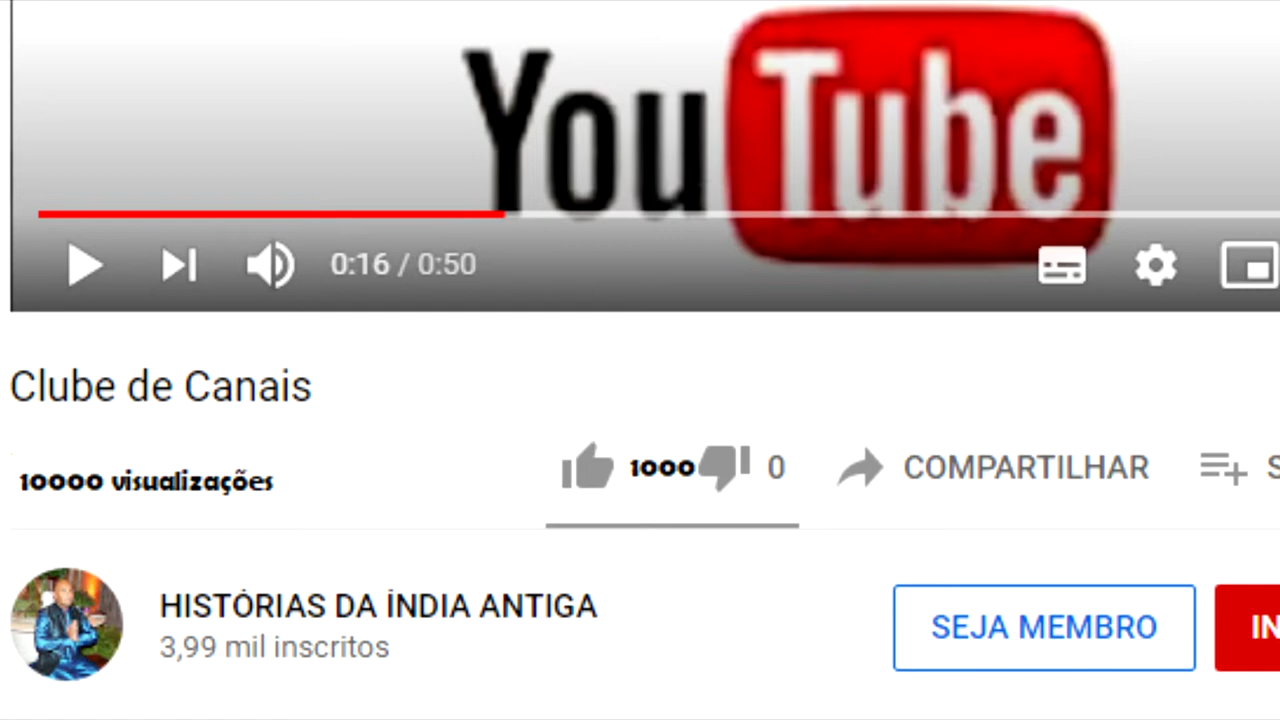 YouTube
0:16 / 0:50
Clube de Canais
10000 visualizações
1000 0 COMPARTILHAR S
HISTÓRIAS DA ÍNDIA ANTIGA
3,99 mil inscritos
SEJA MEMBRO IN